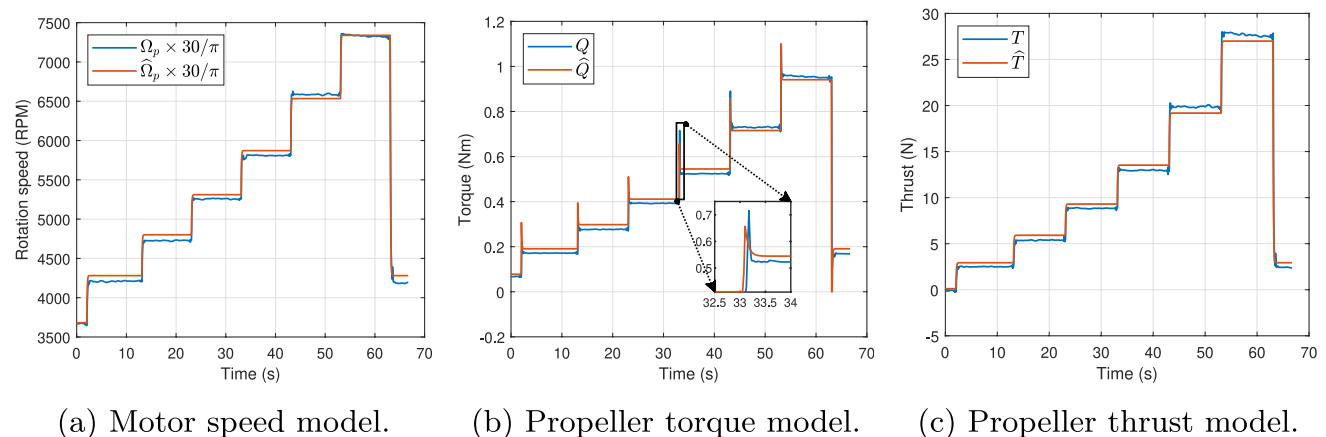 7500
7000
6500
6000
5500
5000
4500
4000
3500
Rotation speed (RPM)
Ω_p × 30/π
Ω̂_p × 30/π
0 10 20 30 40 50 60 70
Time (s)
(a) Motor speed model.
1.2
1
0.8
0.6
0.4
0.2
0
-0.2
Torque (Nm)
Q
Q̂
0.7
0.6
0.5
32.5 33 33.5 34
0 10 20 30 40 50 60 70
Time (s)
(b) Propeller torque model.
30
25
20
15
10
5
0
-5
Thrust (N)
T
T̂
0 10 20 30 40 50 60 70
Time (s)
(c) Propeller thrust model.